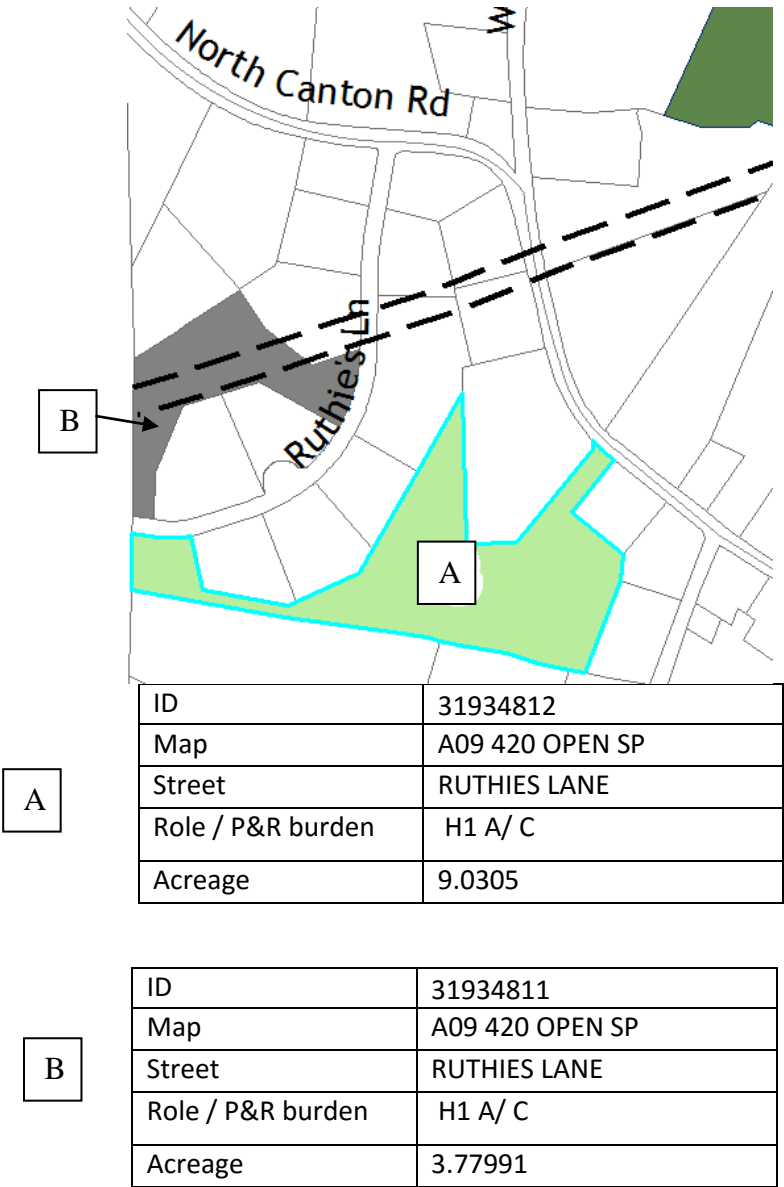 W
North Canton Rd
Ruthie's Ln
B
A
A
ID 31934812
Map A09 420 OPEN SP
Street RUTHIES LANE
Role / P&R burden H1 A/ C
Acreage 9.0305
B
ID 31934811
Map A09 420 OPEN SP
Street RUTHIES LANE
Role / P&R burden H1 A/ C
Acreage 3.77991